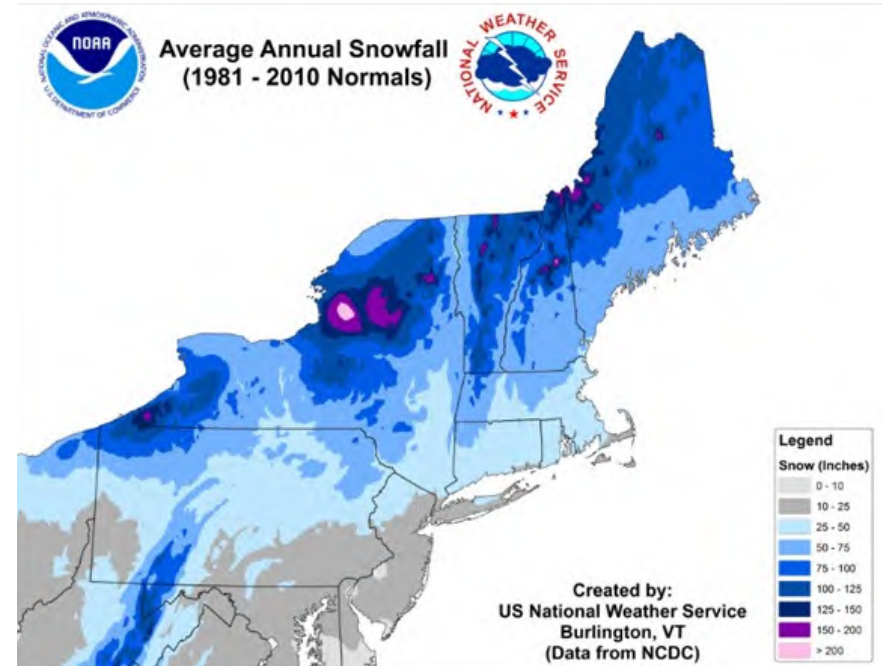 NATIONAL OCEANIC AND ATMOSPHERIC ADMINISTRATION
NOAA
U.S. DEPARTMENT OF COMMERCE
Average Annual Snowfall
(1981 - 2010 Normals)
NATIONAL WEATHER SERVICE
Legend
Snow (Inches)
0 - 10
10 - 25
25 - 50
50 - 75
75 - 100
100 - 125
125 - 150
150 - 200
> 200
Created by:
US National Weather Service
Burlington, VT
(Data from NCDC)